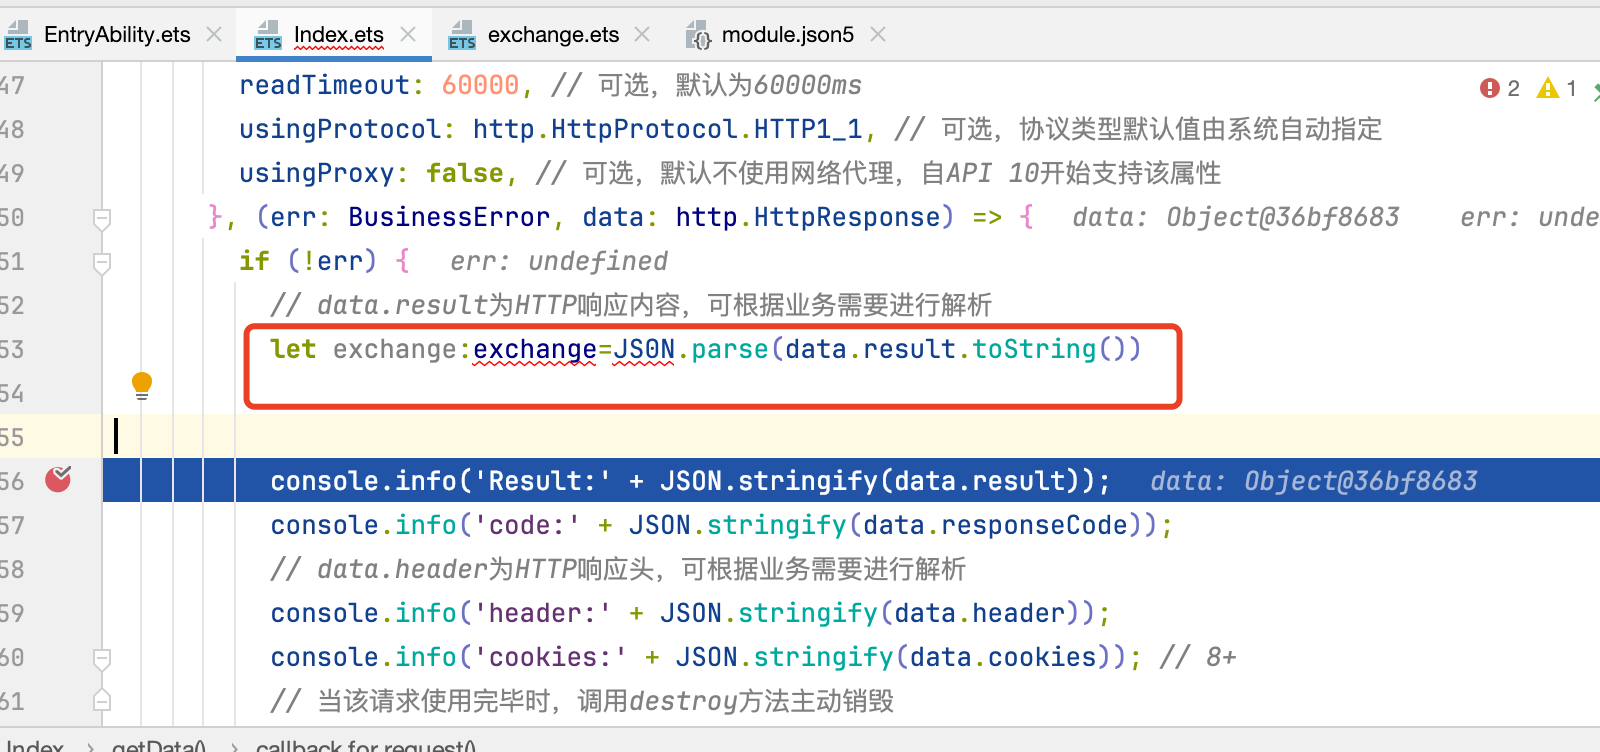 EntryAbility.ets
Index.ets
exchange.ets
module.json5
47 readTimeout: 60000, // 可选，默认为60000ms
2 1
48 usingProtocol: http.HttpProtocol.HTTP1_1, // 可选，协议类型默认值由系统自动指定
49 usingProxy: false, // 可选，默认不使用网络代理，自API 10开始支持该属性
50 }, (err: BusinessError, data: http.HttpResponse) => { data: Object@36bf8683 err: unde
51 if (!err) { err: undefined
52 // data.result为HTTP响应内容，可根据业务需要进行解析
53 let exchange:exchange=JS0N.parse(data.result.toString())
54
55
56 console.info('Result:' + JSON.stringify(data.result)); data: Object@36bf8683
57 console.info('code:' + JSON.stringify(data.responseCode));
58 // data.header为HTTP响应头，可根据业务需要进行解析
59 console.info('header:' + JSON.stringify(data.header));
60 console.info('cookies:' + JSON.stringify(data.cookies)); // 8+
61 // 当该请求使用完毕时，调用destroy方法主动销毁
Index › getData() › callback for request()